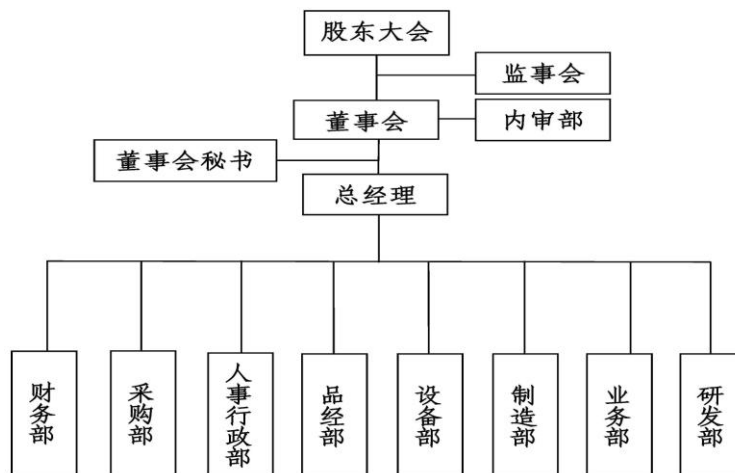 股东大会
监事会
董事会
内审部
董事会秘书
总经理
财务部
采购部
人事行政部
品经部
设备部
制造部
业务部
研发部